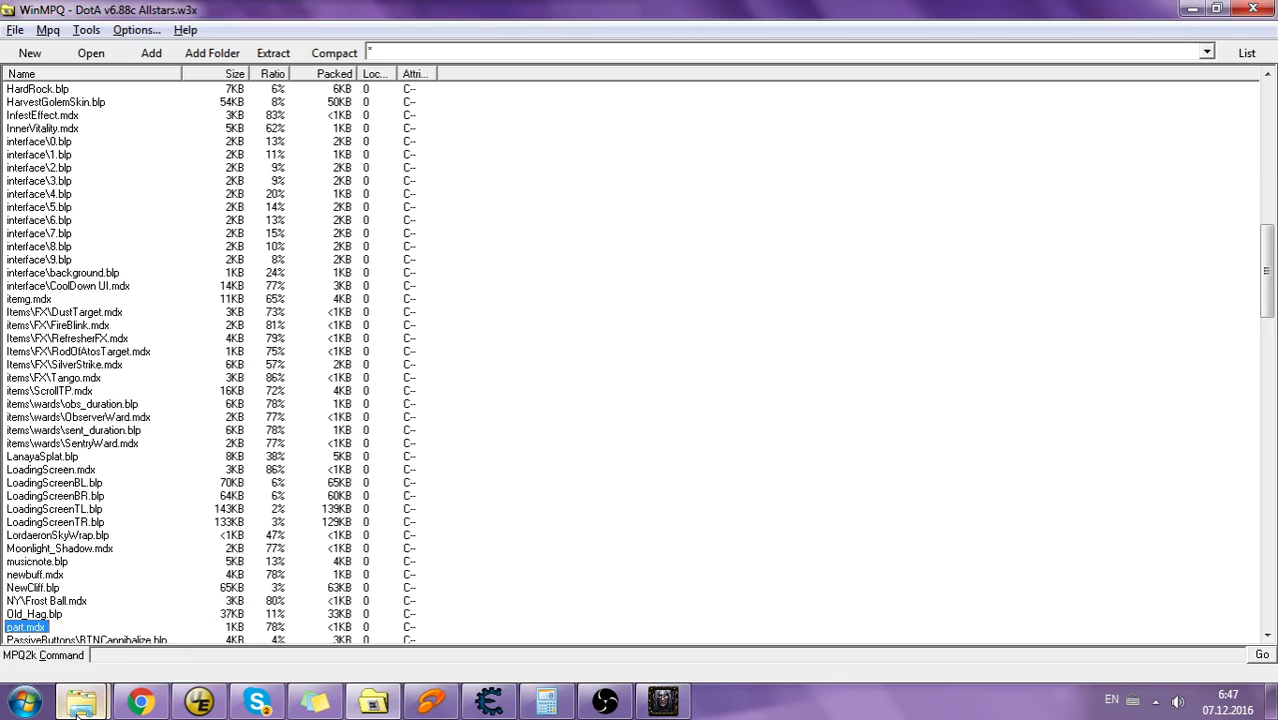 WinMPQ - DotA v6.88c Allstars.w3x
File Mpq Tools Options... Help
New Open Add Add Folder Extract Compact * List
Name Size Ratio Packed Loc... Attri...
HardRock.blp 7KB 6% 6KB 0 C--
HarvestGolemSkin.blp 54KB 8% 50KB 0 C--
InfestEffect.mdx 3KB 83% <1KB 0 C--
InnerVitality.mdx 5KB 62% 1KB 0 C--
interface\0.blp 2KB 13% 2KB 0 C--
interface\1.blp 2KB 11% 1KB 0 C--
interface\2.blp 2KB 9% 2KB 0 C--
interface\3.blp 2KB 9% 2KB 0 C--
interface\4.blp 2KB 20% 1KB 0 C--
interface\5.blp 2KB 14% 2KB 0 C--
interface\6.blp 2KB 13% 2KB 0 C--
interface\7.blp 2KB 15% 2KB 0 C--
interface\8.blp 2KB 10% 2KB 0 C--
interface\9.blp 2KB 8% 2KB 0 C--
interface\background.blp 1KB 24% 1KB 0 C--
interface\CoolDown UI.mdx 14KB 77% 3KB 0 C--
itemg.mdx 11KB 65% 4KB 0 C--
Items\FX\DustTarget.mdx 3KB 73% <1KB 0 C--
items\FX\FireBlink.mdx 2KB 81% <1KB 0 C--
Items\FX\RefresherFX.mdx 4KB 79% <1KB 0 C--
Items\FX\RodOfAtosTarget.mdx 1KB 75% <1KB 0 C--
Items\FX\SilverStrike.mdx 6KB 57% 2KB 0 C--
items\FX\Tango.mdx 3KB 86% <1KB 0 C--
items\ScrollTP.mdx 16KB 72% 4KB 0 C--
items\wards\obs_duration.blp 6KB 78% 1KB 0 C--
items\wards\ObserverWard.mdx 2KB 77% <1KB 0 C--
items\wards\sent_duration.blp 6KB 78% 1KB 0 C--
items\wards\SentryWard.mdx 2KB 77% <1KB 0 C--
LanayaSplat.blp 8KB 38% 5KB 0 C--
LoadingScreen.mdx 3KB 86% <1KB 0 C--
LoadingScreenBL.blp 70KB 6% 65KB 0 C--
LoadingScreenBR.blp 64KB 6% 60KB 0 C--
LoadingScreenTL.blp 143KB 2% 139KB 0 C--
LoadingScreenTR.blp 133KB 3% 129KB 0 C--
LordaeronSkyWrap.blp <1KB 47% <1KB 0 C--
Moonlight_Shadow.mdx 2KB 77% <1KB 0 C--
musicnote.blp 5KB 13% 4KB 0 C--
newbuff.mdx 4KB 78% 1KB 0 C--
NewCliff.blp 65KB 3% 63KB 0 C--
NY\Frost Ball.mdx 3KB 80% <1KB 0 C--
Old_Hag.blp 37KB 11% 33KB 0 C--
part.mdx 1KB 78% <1KB 0 C--
PassiveButtons\BTNCannibalize.blp 4KB 4% 3KB 0 C--
MPQ2k Command Go
EN 6:47
07.12.2016